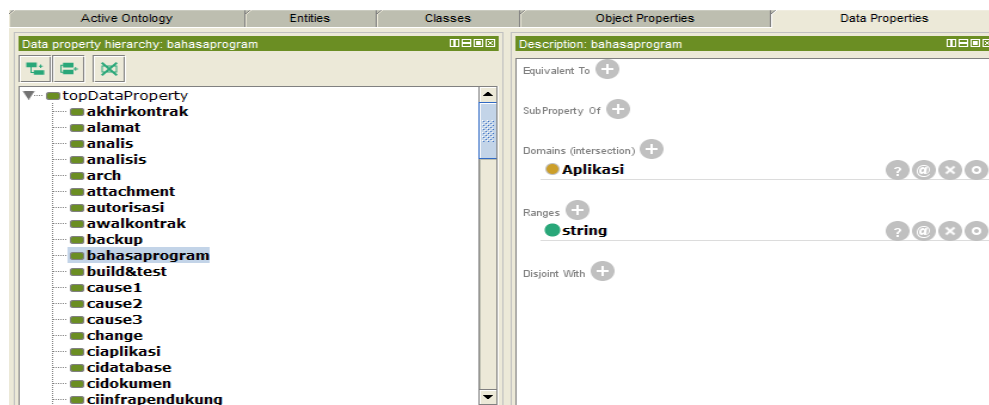 Active Ontology Entities Classes Object Properties Data Properties
Data property hierarchy: bahasaprogram
topDataProperty
akhirkontrak
alamat
analis
analisis
arch
attachment
autorisasi
awalkontrak
backup
bahasaprogram
build&test
cause1
cause2
cause3
change
ciaplikasi
cidatabase
cidokumen
ciinfrapendukung
Description: bahasaprogram
Equivalent To
SubProperty Of
Domains (intersection)
Aplikasi
Ranges
string
Disjoint With